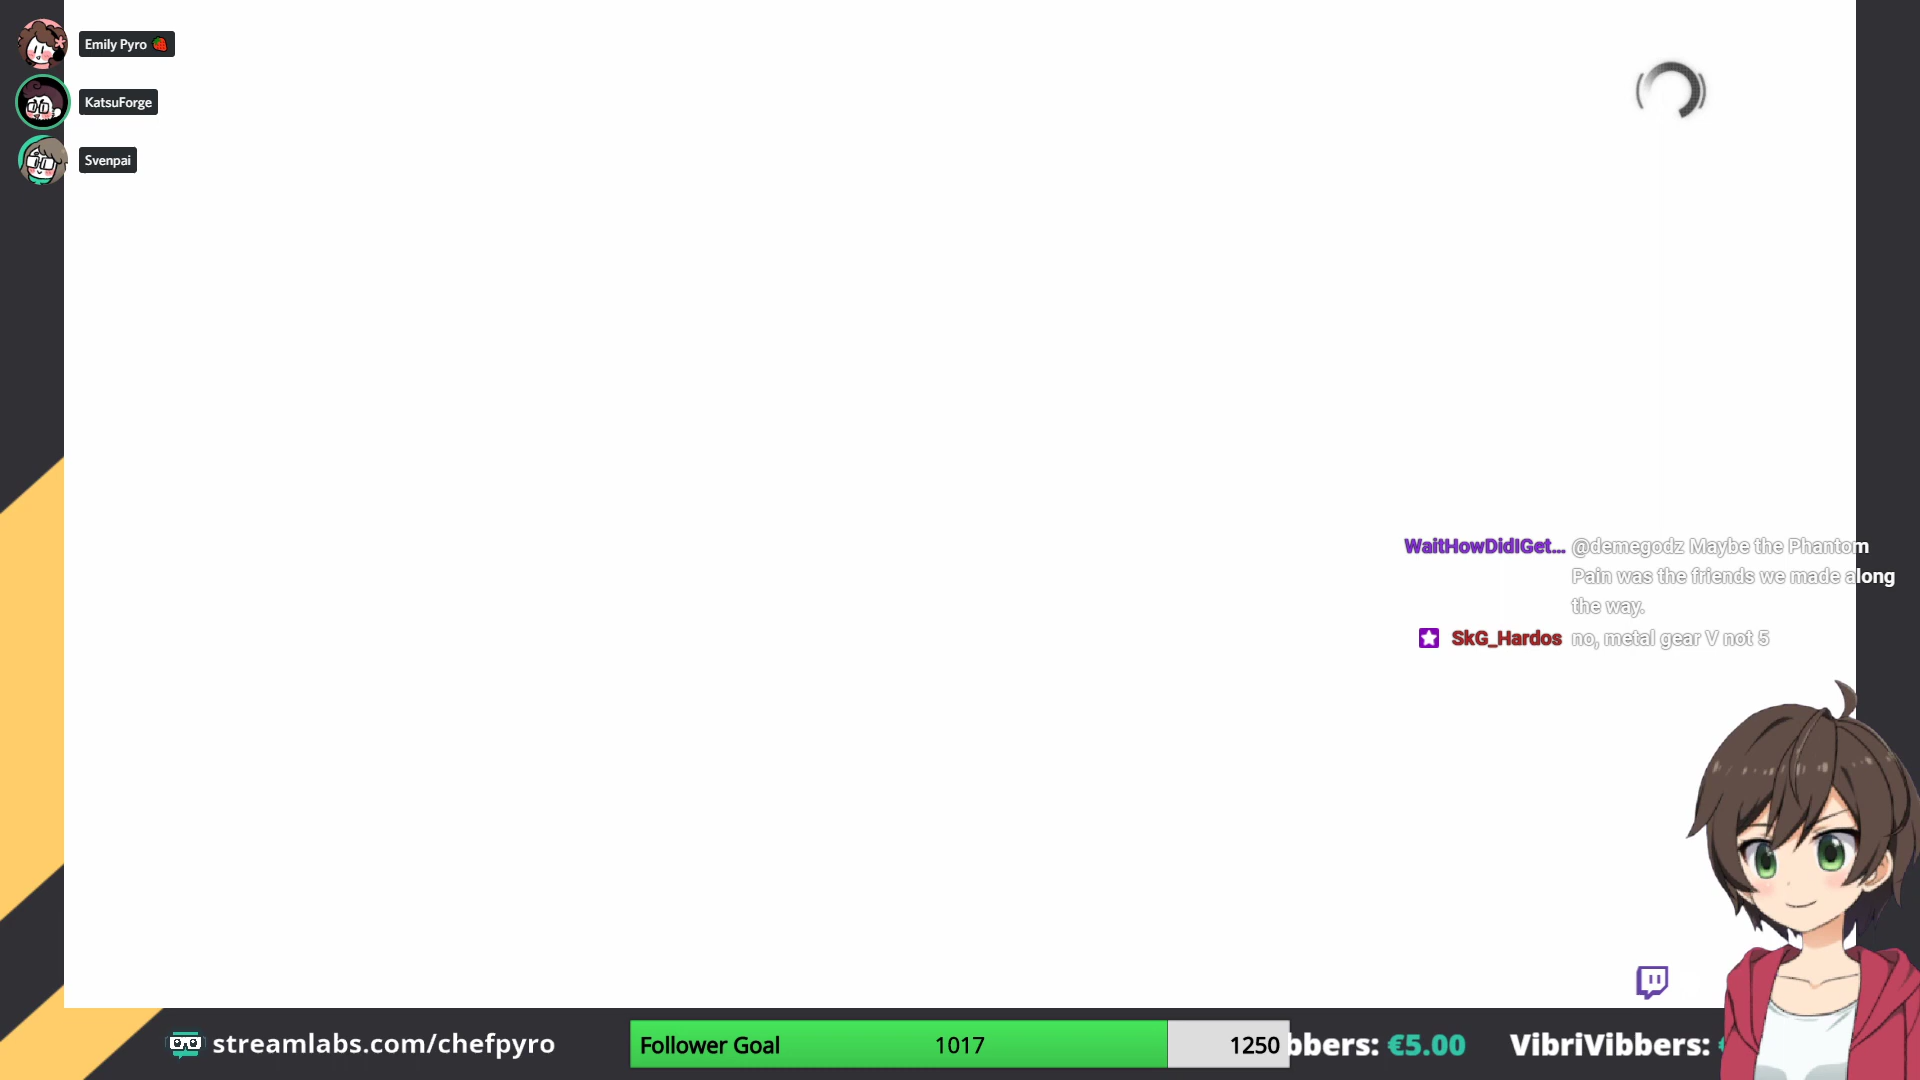 Emily Pyro
KatsuForge
Svenpai
WaitHowDidIGet... @demegodz Maybe the Phantom
Pain was the friends we made along
the way.
SkG_Hardos no, metal gear V not 5
streamlabs.com/chefpyro
Follower Goal 1017 1250
bbers: €5.00 VibriVibbers: